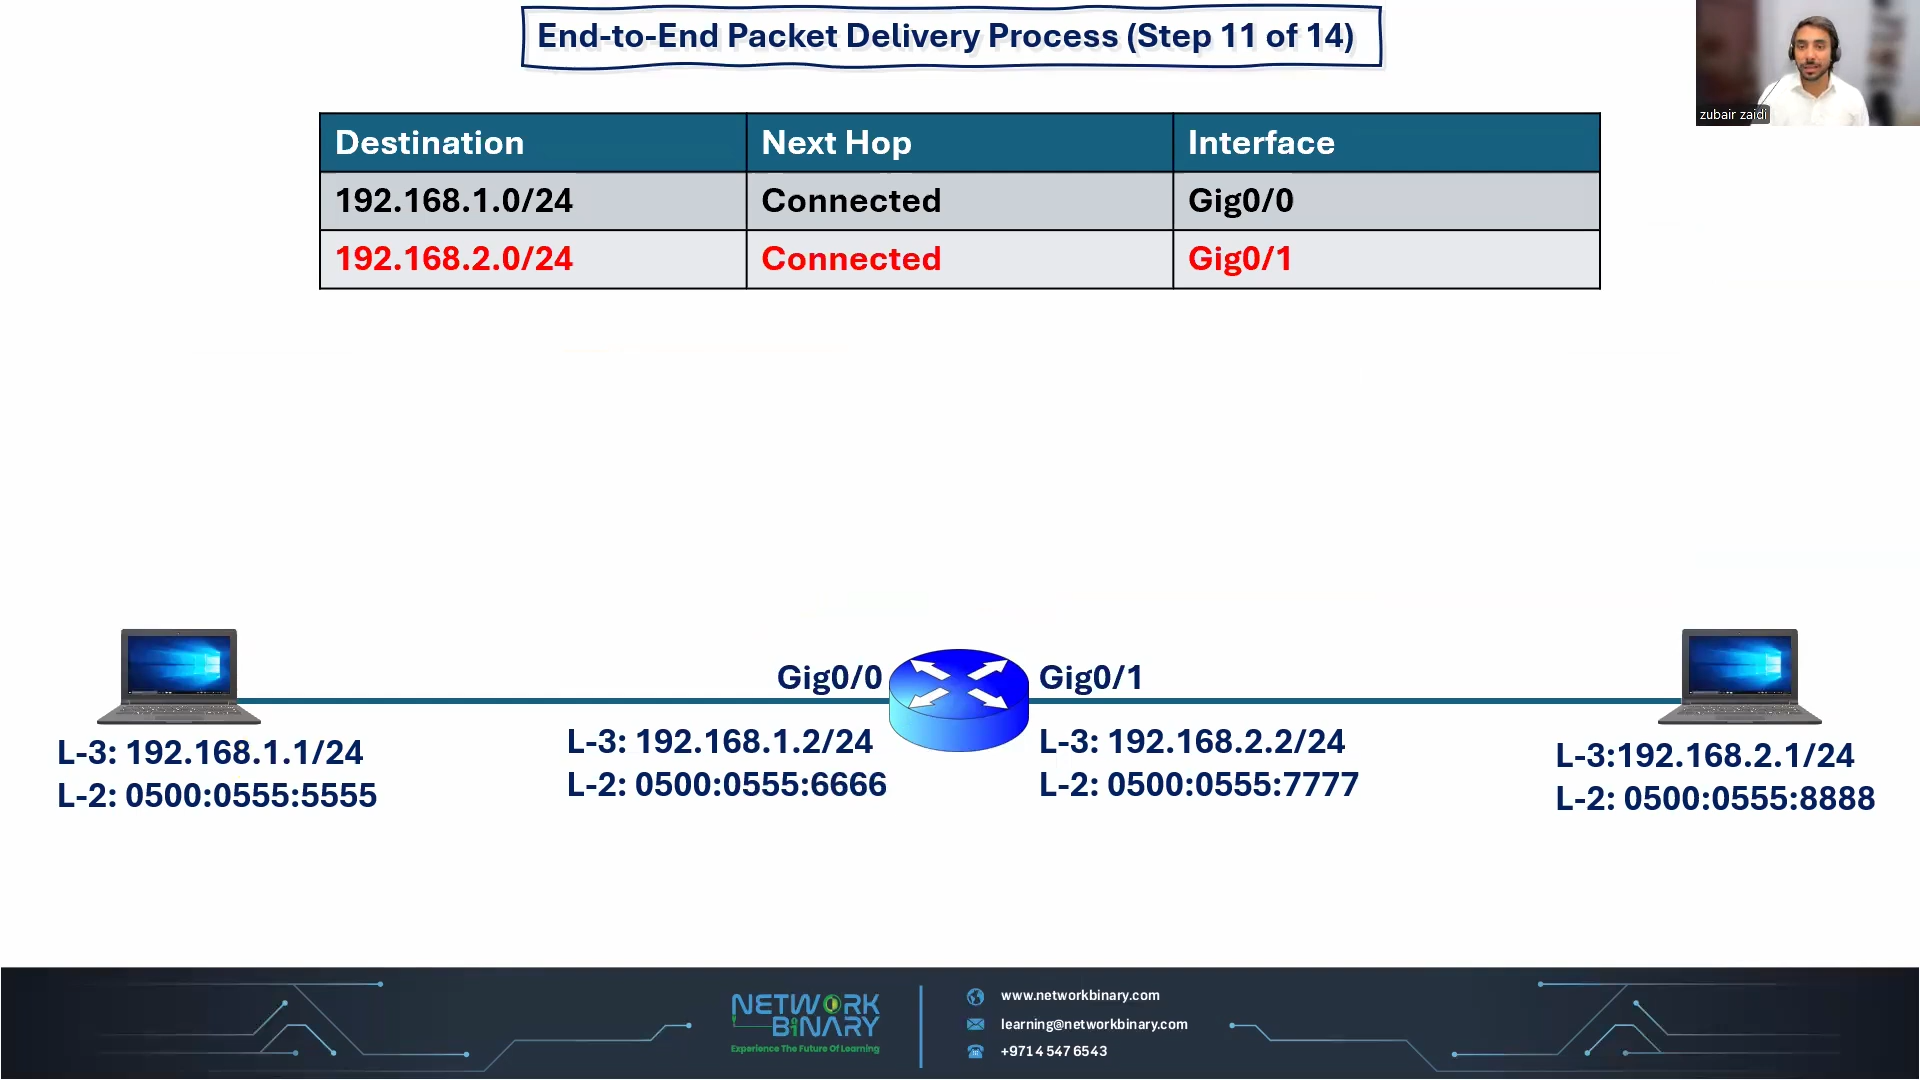 End-to-End Packet Delivery Process (Step 11 of 14)
zubair zaidi
Destination Next Hop Interface
192.168.1.0/24 Connected Gig0/0
192.168.2.0/24 Connected Gig0/1
Gig0/0 Gig0/1
L-3: 192.168.1.1/24
L-2: 0500:0555:5555
L-3: 192.168.1.2/24
L-2: 0500:0555:6666
L-3: 192.168.2.2/24
L-2: 0500:0555:7777
L-3:192.168.2.1/24
L-2: 0500:0555:8888
NETWORK
BINARY
Experience The Future Of Learning
www.networkbinary.com
learning@networkbinary.com
+971 4 547 6543